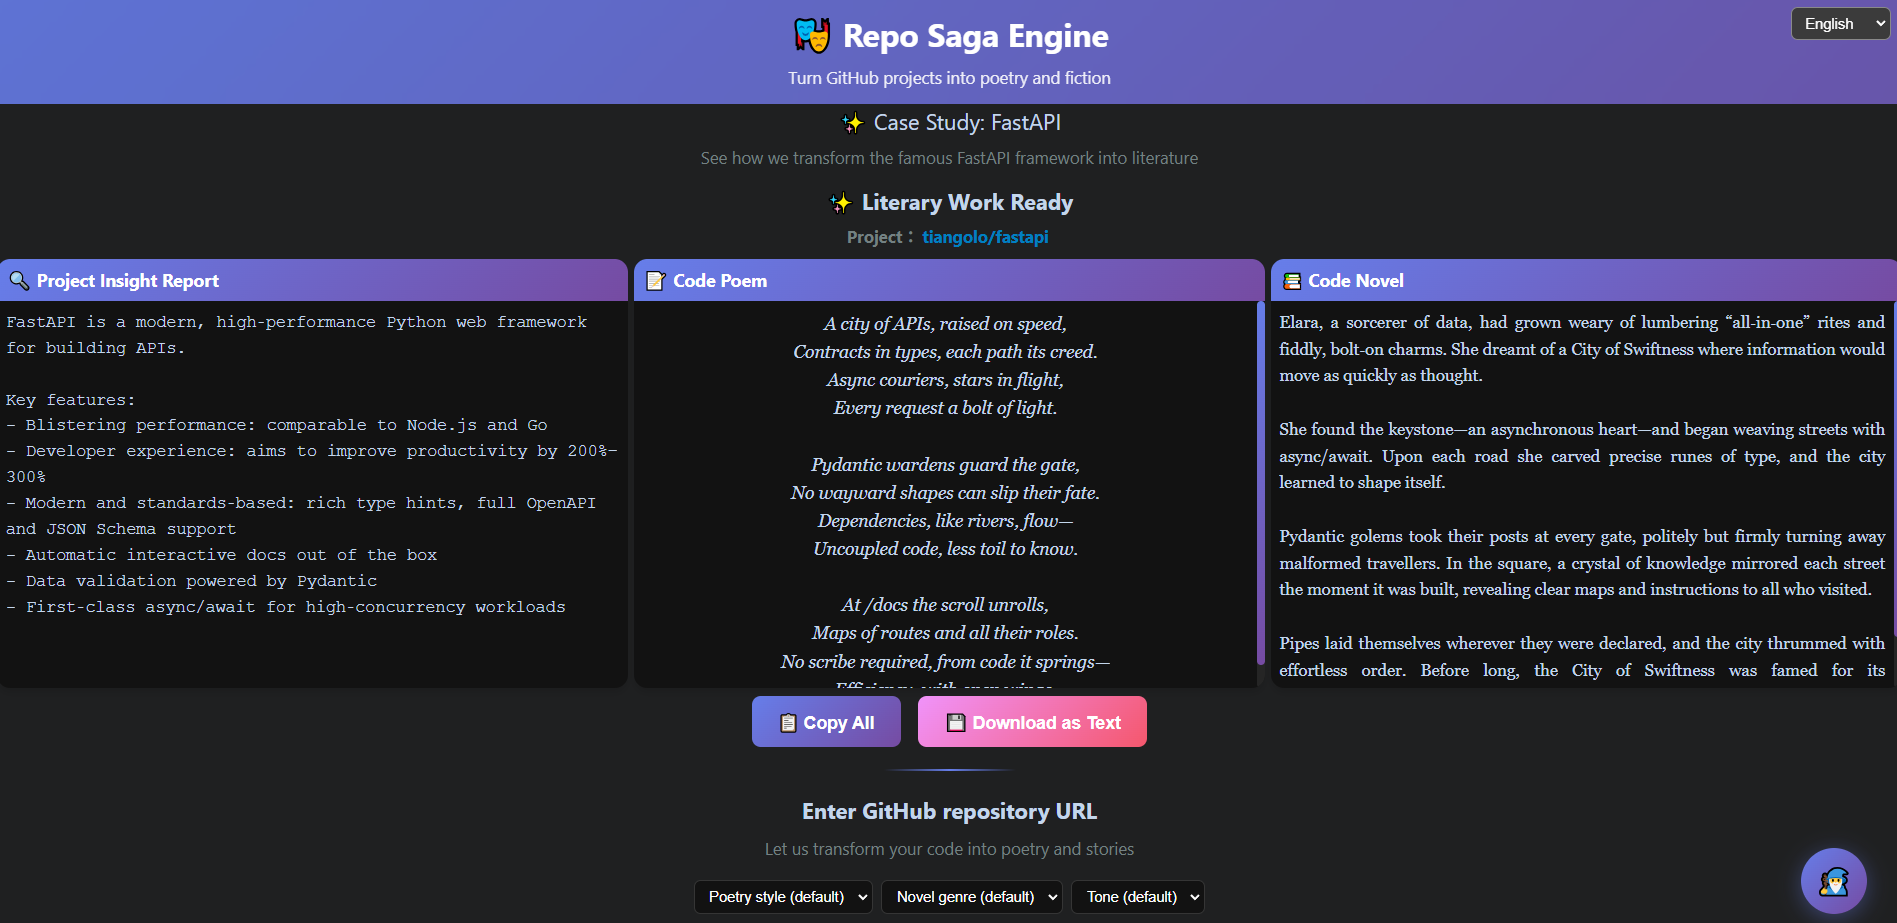 Repo Saga Engine
English
Turn GitHub projects into poetry and fiction
Case Study: FastAPI
See how we transform the famous FastAPI framework into literature
Literary Work Ready
Project： tiangolo/fastapi
Project Insight Report
FastAPI is a modern, high-performance Python web framework
for building APIs.
Key features:
- Blistering performance: comparable to Node.js and Go
- Developer experience: aims to improve productivity by 200%–
300%
- Modern and standards-based: rich type hints, full OpenAPI
and JSON Schema support
- Automatic interactive docs out of the box
- Data validation powered by Pydantic
- First-class async/await for high-concurrency workloads
Code Poem
A city of APIs, raised on speed,
Contracts in types, each path its creed.
Async couriers, stars in flight,
Every request a bolt of light.
Pydantic wardens guard the gate,
No wayward shapes can slip their fate.
Dependencies, like rivers, flow—
Uncoupled code, less toil to know.
At /docs the scroll unrolls,
Maps of routes and all their roles.
No scribe required, from code it springs—
Code Novel
Elara, a sorcerer of data, had grown weary of lumbering “all-in-one” rites and
fiddly, bolt-on charms. She dreamt of a City of Swiftness where information would
move as quickly as thought.
She found the keystone—an asynchronous heart—and began weaving streets with
async/await. Upon each road she carved precise runes of type, and the city
learned to shape itself.
Pydantic golems took their posts at every gate, politely but firmly turning away
malformed travellers. In the square, a crystal of knowledge mirrored each street
the moment it was built, revealing clear maps and instructions to all who visited.
Pipes laid themselves wherever they were declared, and the city thrummed with
effortless order. Before long, the City of Swiftness was famed for its
Copy All
Download as Text
Enter GitHub repository URL
Let us transform your code into poetry and stories
Poetry style (default)
Novel genre (default)
Tone (default)